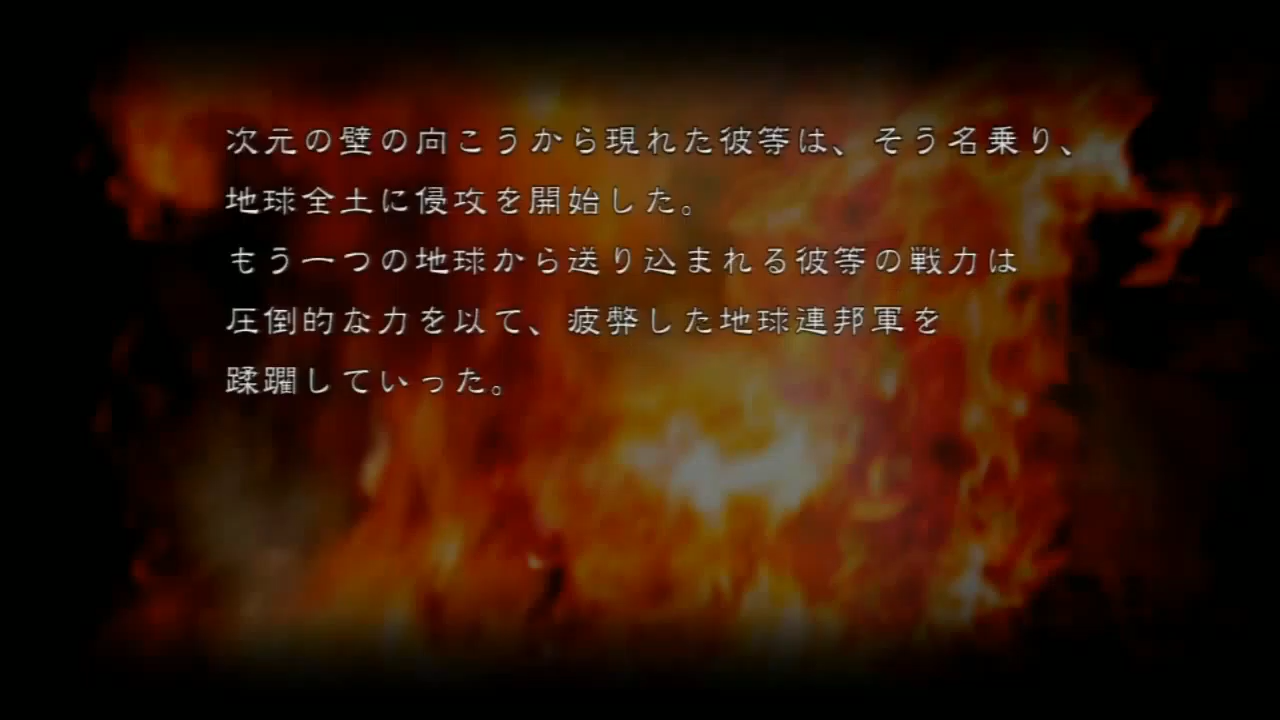 次元の壁の向こうから現れた彼等は、そう名乗り、
地球全土に侵攻を開始した。
もう一つの地球から送り込まれる彼等の戦力は
圧倒的な力を以て、疲弊した地球連邦軍を
蹂躙していった。